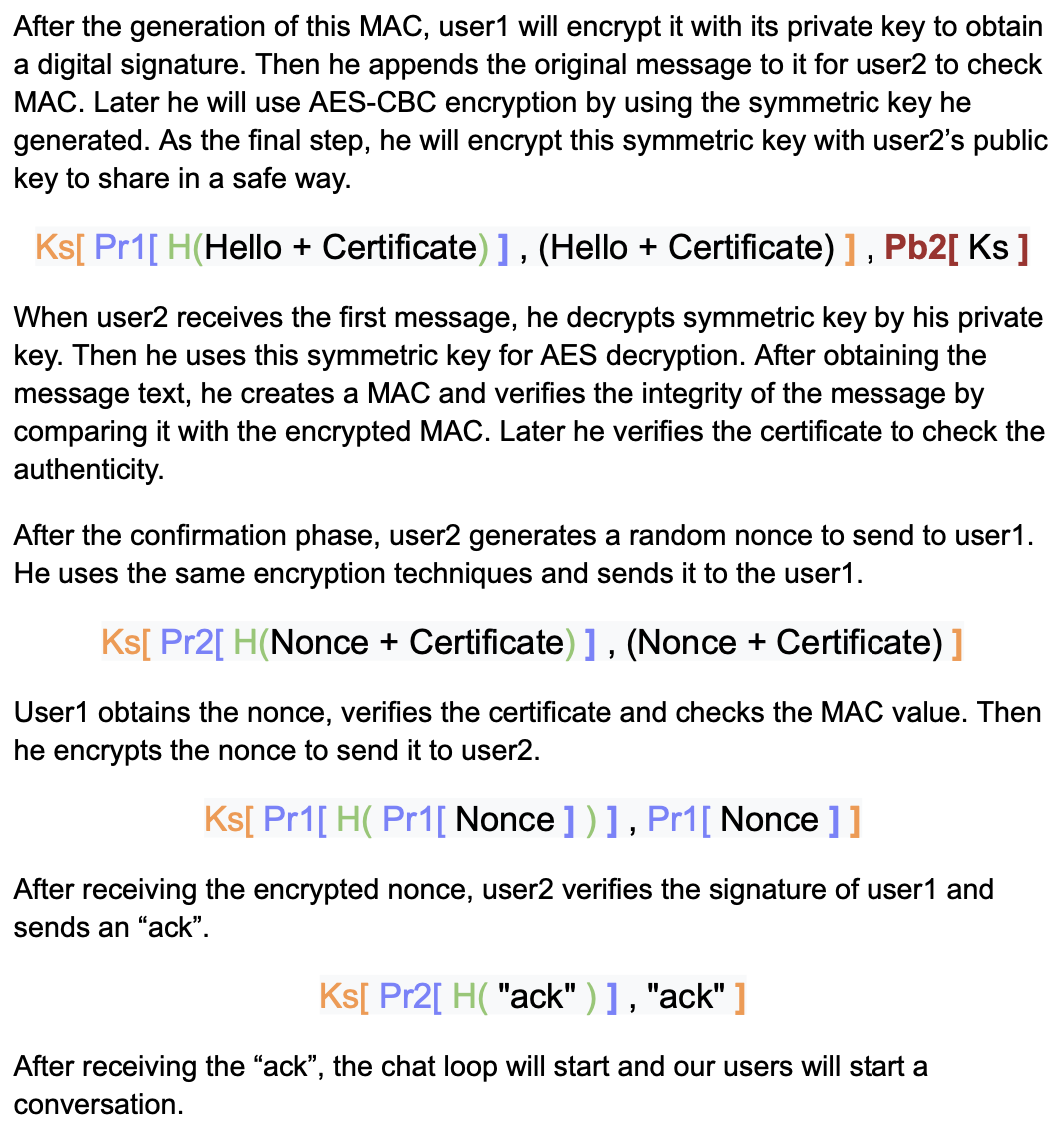 After the generation of this MAC, user1 will encrypt it with its private key to obtain
a digital signature. Then he appends the original message to it for user2 to check
MAC. Later he will use AES-CBC encryption by using the symmetric key he
generated. As the final step, he will encrypt this symmetric key with user2’s public
key to share in a safe way.
Ks[ Pr1[ H(Hello + Certificate) ] , (Hello + Certificate) ] , Pb2[ Ks ]
When user2 receives the first message, he decrypts symmetric key by his private
key. Then he uses this symmetric key for AES decryption. After obtaining the
message text, he creates a MAC and verifies the integrity of the message by
comparing it with the encrypted MAC. Later he verifies the certificate to check the
authenticity.
After the confirmation phase, user2 generates a random nonce to send to user1.
He uses the same encryption techniques and sends it to the user1.
Ks[ Pr2[ H(Nonce + Certificate) ] , (Nonce + Certificate) ]
User1 obtains the nonce, verifies the certificate and checks the MAC value. Then
he encrypts the nonce to send it to user2.
Ks[ Pr1[ H( Pr1[ Nonce ] ) ] , Pr1[ Nonce ] ]
After receiving the encrypted nonce, user2 verifies the signature of user1 and
sends an “ack”.
Ks[ Pr2[ H( "ack" ) ] , "ack" ]
After receiving the “ack”, the chat loop will start and our users will start a
conversation.